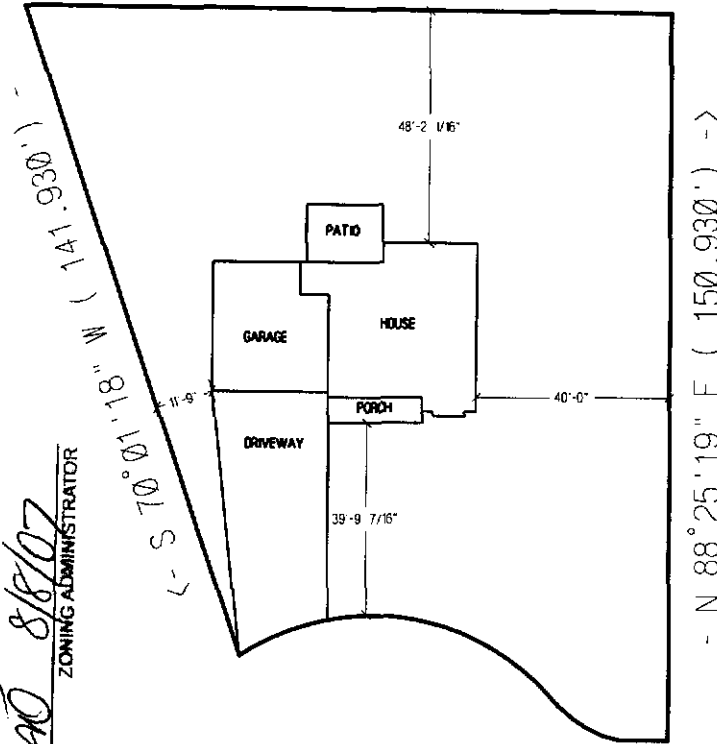 48'-2 1/16"
<- S 70°01'18" W ( 141.930') -
PATIO
- N 88°25'19" E ( 150.930') ->
GARAGE
HOUSE
11'-9"
PORCH
40'-0"
DRIVEWAY
39'-9 7/16"
8/8/07
ZONING ADMINISTRATOR